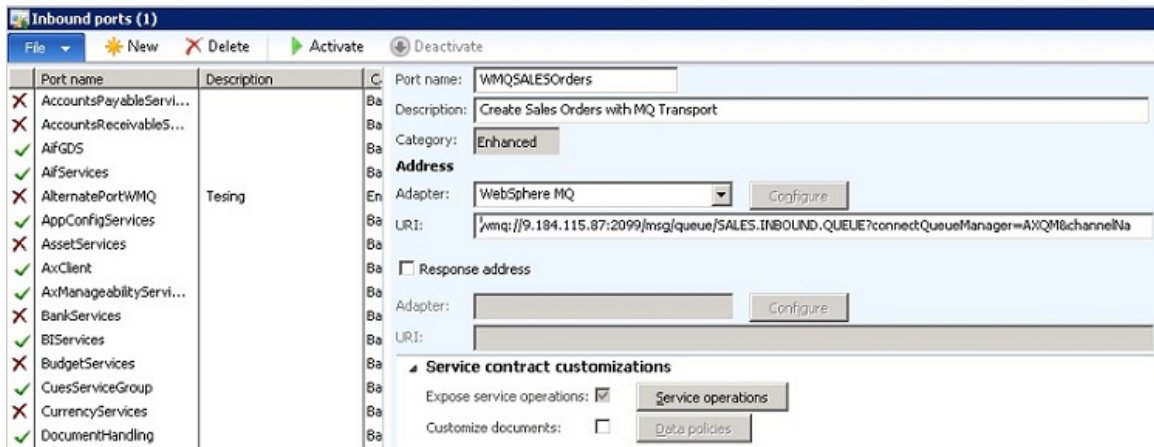 Inbound ports (1)
File New Delete Activate Deactivate
Port name Description C
AccountsPayableServi... Ba
AccountsReceivableS... Ba
AifGDS Ba
AifServices Ba
AlternatePortWMQ Tesing En
AppConfigServices Ba
AssetServices Ba
AxClient Ba
AxManageabilityServi... Ba
BankServices Ba
BIServices Ba
BudgetServices Ba
CuesServiceGroup Ba
CurrencyServices Ba
DocumentHandling Ba
Port name: WMQSALESOrders
Description: Create Sales Orders with MQ Transport
Category: Enhanced
Address
Adapter: WebSphere MQ Configure
URI: wmq://9.184.115.87:2099/msg/queue/SALES.INBOUND.QUEUE?connectQueueManager=AXQM&channelNa
Response address
Adapter: Configure
URI:
Service contract customizations
Expose service operations: Service operations
Customize documents: Data policies